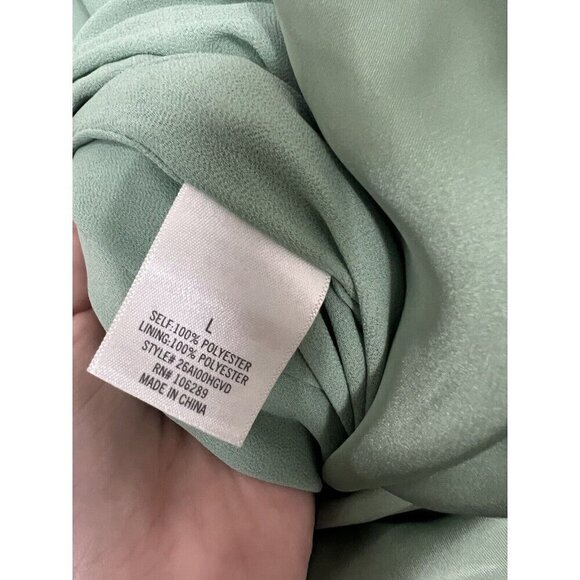 L
SELF:100% POLYESTER
LINING:100% POLYESTER
STYLE# 26AI00HGVD
RN# 106289
MADE IN CHINA